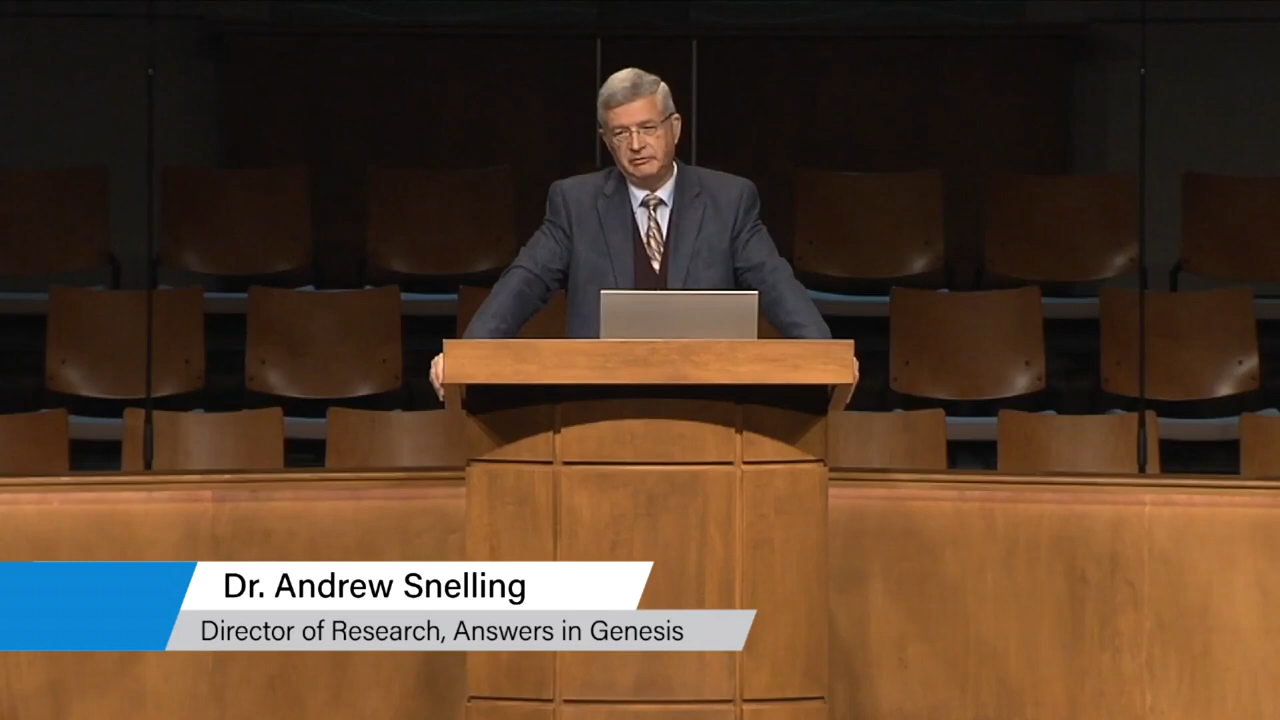 Dr. Andrew Snelling
Director of Research, Answers in Genesis